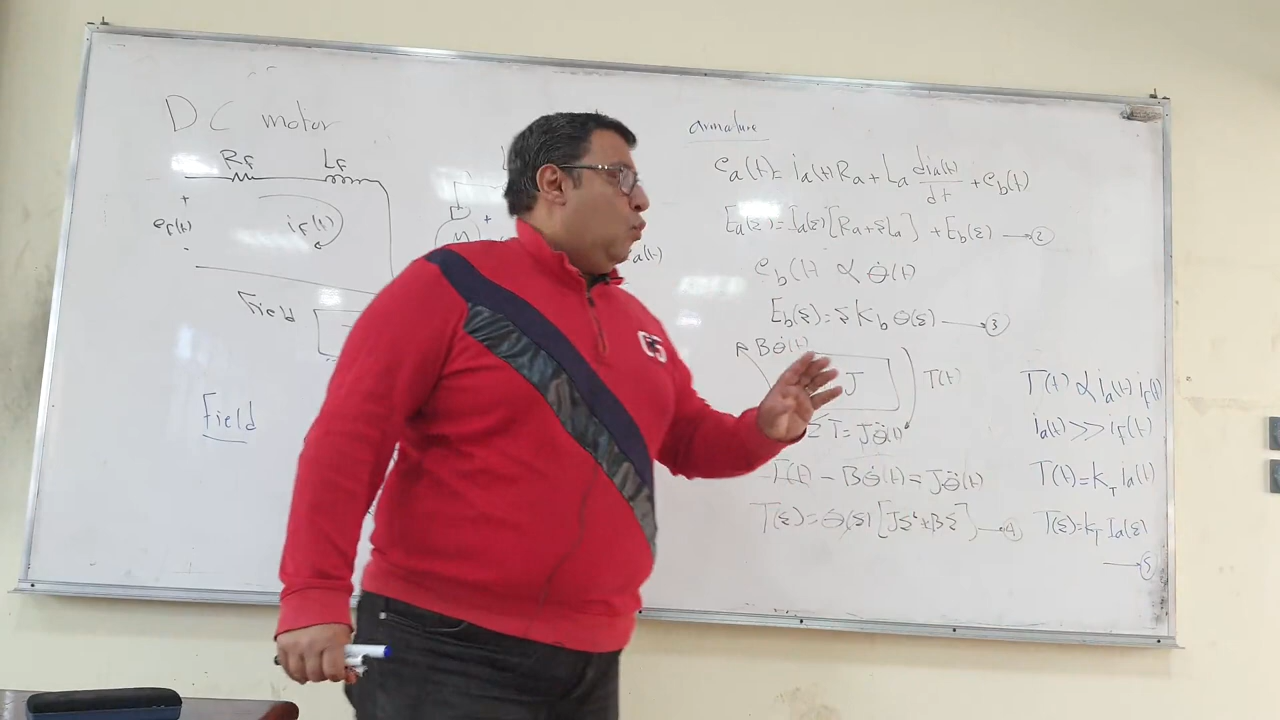 DC motor
Rf Lf
+
ef(t) if(t)
-
Field
Field
M +
a(t)
armature
ea(t) = ia(t)Ra + La dia(t)/dt + eb(t)
Ea(s) = Ia(s)[Ra + sLa] + Eb(s) → 2
eb(t) ∝ θ̇(t)
Eb(s) = s Kb θ(s) → 3
Bθ̇(t)
J T(t)
ΣT = Jθ̈(t)
T(t) - Bθ̇(t) = Jθ̈(t)
T(s) = θ(s)[Js² + Bs] → 4
T(t) ∝ ia(t) if(t)
ia(t) >> if(t)
T(t) = KT ia(t)
T(s) = KT Ia(s)
→ 5
C5